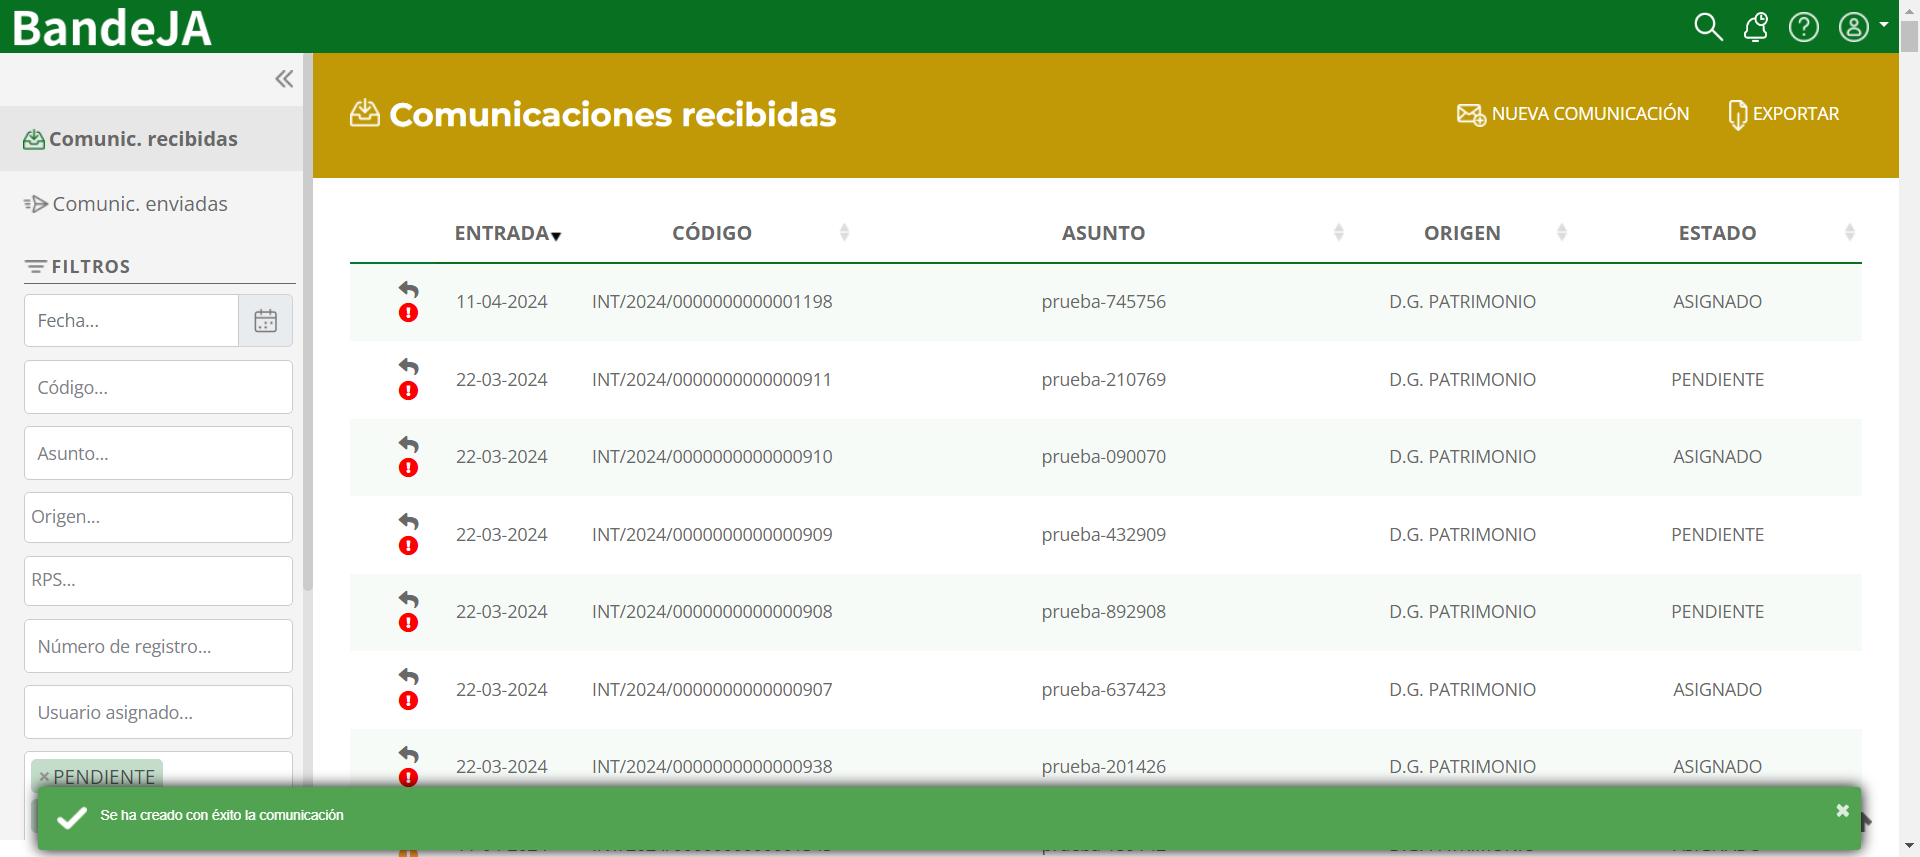 BandeJA
Comunic. recibidas
Comunic. enviadas
FILTROS
Fecha...
Código...
Asunto...
Origen...
RPS...
Número de registro...
Usuario asignado...
× PENDIENTE
Comunicaciones recibidas
NUEVA COMUNICACIÓN
EXPORTAR
ENTRADA CÓDIGO ASUNTO ORIGEN ESTADO
11-04-2024 INT/2024/0000000000001198 prueba-745756 D.G. PATRIMONIO ASIGNADO
22-03-2024 INT/2024/0000000000000911 prueba-210769 D.G. PATRIMONIO PENDIENTE
22-03-2024 INT/2024/0000000000000910 prueba-090070 D.G. PATRIMONIO ASIGNADO
22-03-2024 INT/2024/0000000000000909 prueba-432909 D.G. PATRIMONIO PENDIENTE
22-03-2024 INT/2024/0000000000000908 prueba-892908 D.G. PATRIMONIO PENDIENTE
22-03-2024 INT/2024/0000000000000907 prueba-637423 D.G. PATRIMONIO ASIGNADO
22-03-2024 INT/2024/0000000000000938 prueba-201426 D.G. PATRIMONIO ASIGNADO
Se ha creado con éxito la comunicación